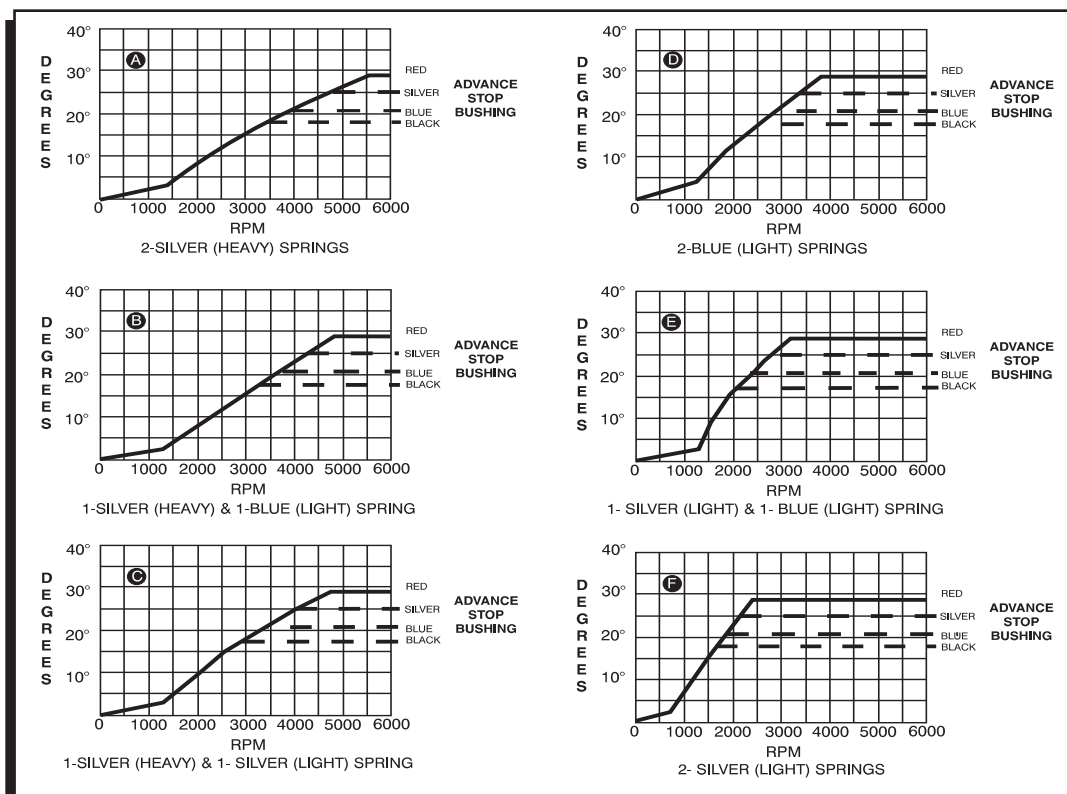 A
DEGREES
40°
30°
20°
10°
0 1000 2000 3000 4000 5000 6000
RPM
2-SILVER (HEAVY) SPRINGS
RED
SILVER
BLUE
BLACK
ADVANCE
STOP
BUSHING
D
DEGREES
40°
30°
20°
10°
0 1000 2000 3000 4000 5000 6000
RPM
2-BLUE (LIGHT) SPRINGS
RED
SILVER
BLUE
BLACK
ADVANCE
STOP
BUSHING
B
DEGREES
40°
30°
20°
10°
0 1000 2000 3000 4000 5000 6000
RPM
1-SILVER (HEAVY) & 1-BLUE (LIGHT) SPRING
RED
SILVER
BLUE
BLACK
ADVANCE
STOP
BUSHING
E
DEGREES
40°
30°
20°
10°
0 1000 2000 3000 4000 5000 6000
RPM
1- SILVER (LIGHT) & 1- BLUE (LIGHT) SPRING
RED
SILVER
BLUE
BLACK
ADVANCE
STOP
BUSHING
C
DEGREES
40°
30°
20°
10°
0 1000 2000 3000 4000 5000 6000
RPM
1-SILVER (HEAVY) & 1- SILVER (LIGHT) SPRING
RED
SILVER
BLUE
BLACK
ADVANCE
STOP
BUSHING
F
DEGREES
40°
30°
20°
10°
0 1000 2000 3000 4000 5000 6000
RPM
2- SILVER (LIGHT) SPRINGS
RED
SILVER
BLUE
BLACK
ADVANCE
STOP
BUSHING